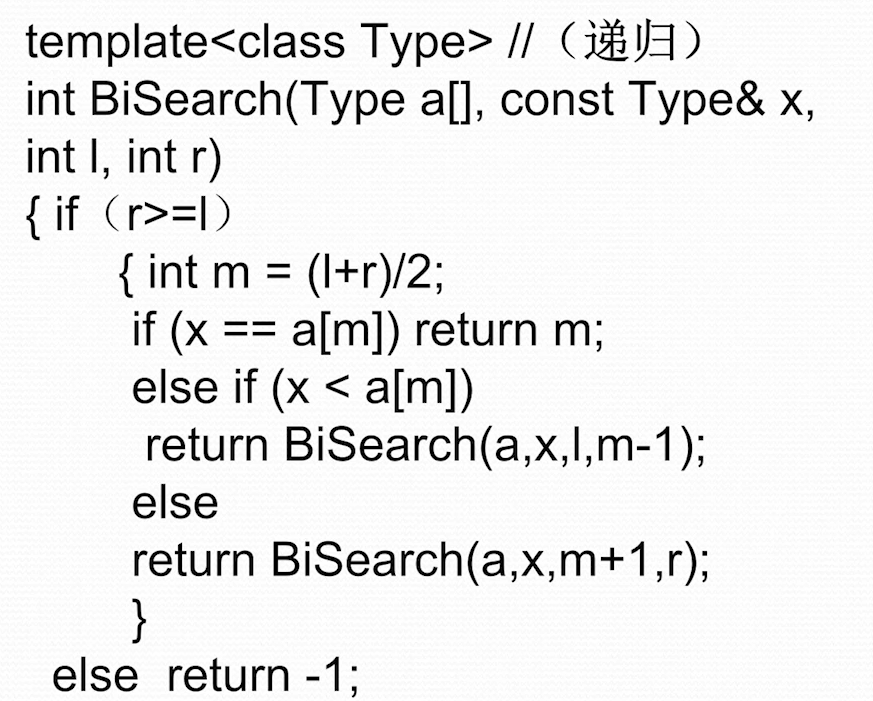 template<class Type> //（递归）
int BiSearch(Type a[], const Type& x,
int l, int r)
{ if（r>=l）
{ int m = (l+r)/2;
if (x == a[m]) return m;
else if (x < a[m])
return BiSearch(a,x,l,m-1);
else
return BiSearch(a,x,m+1,r);
}
else  return -1;